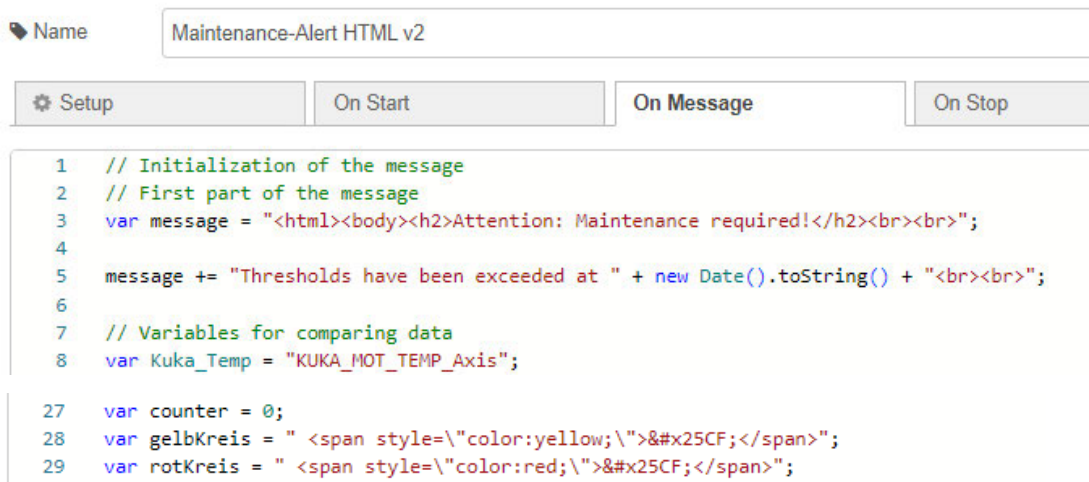 Name Maintenance-Alert HTML v2
Setup On Start On Message On Stop
1 // Initialization of the message
2 // First part of the message
3 var message = "<html><body><h2>Attention: Maintenance required!</h2><br><br>";
4
5 message += "Thresholds have been exceeded at " + new Date().toString() + "<br><br>";
6
7 // Variables for comparing data
8 var Kuka_Temp = "KUKA_MOT_TEMP_Axis";
27 var counter = 0;
28 var gelbKreis = " <span style=\"color:yellow;\">&#x25CF;</span>";
29 var rotKreis = " <span style=\"color:red;\">&#x25CF;</span>";